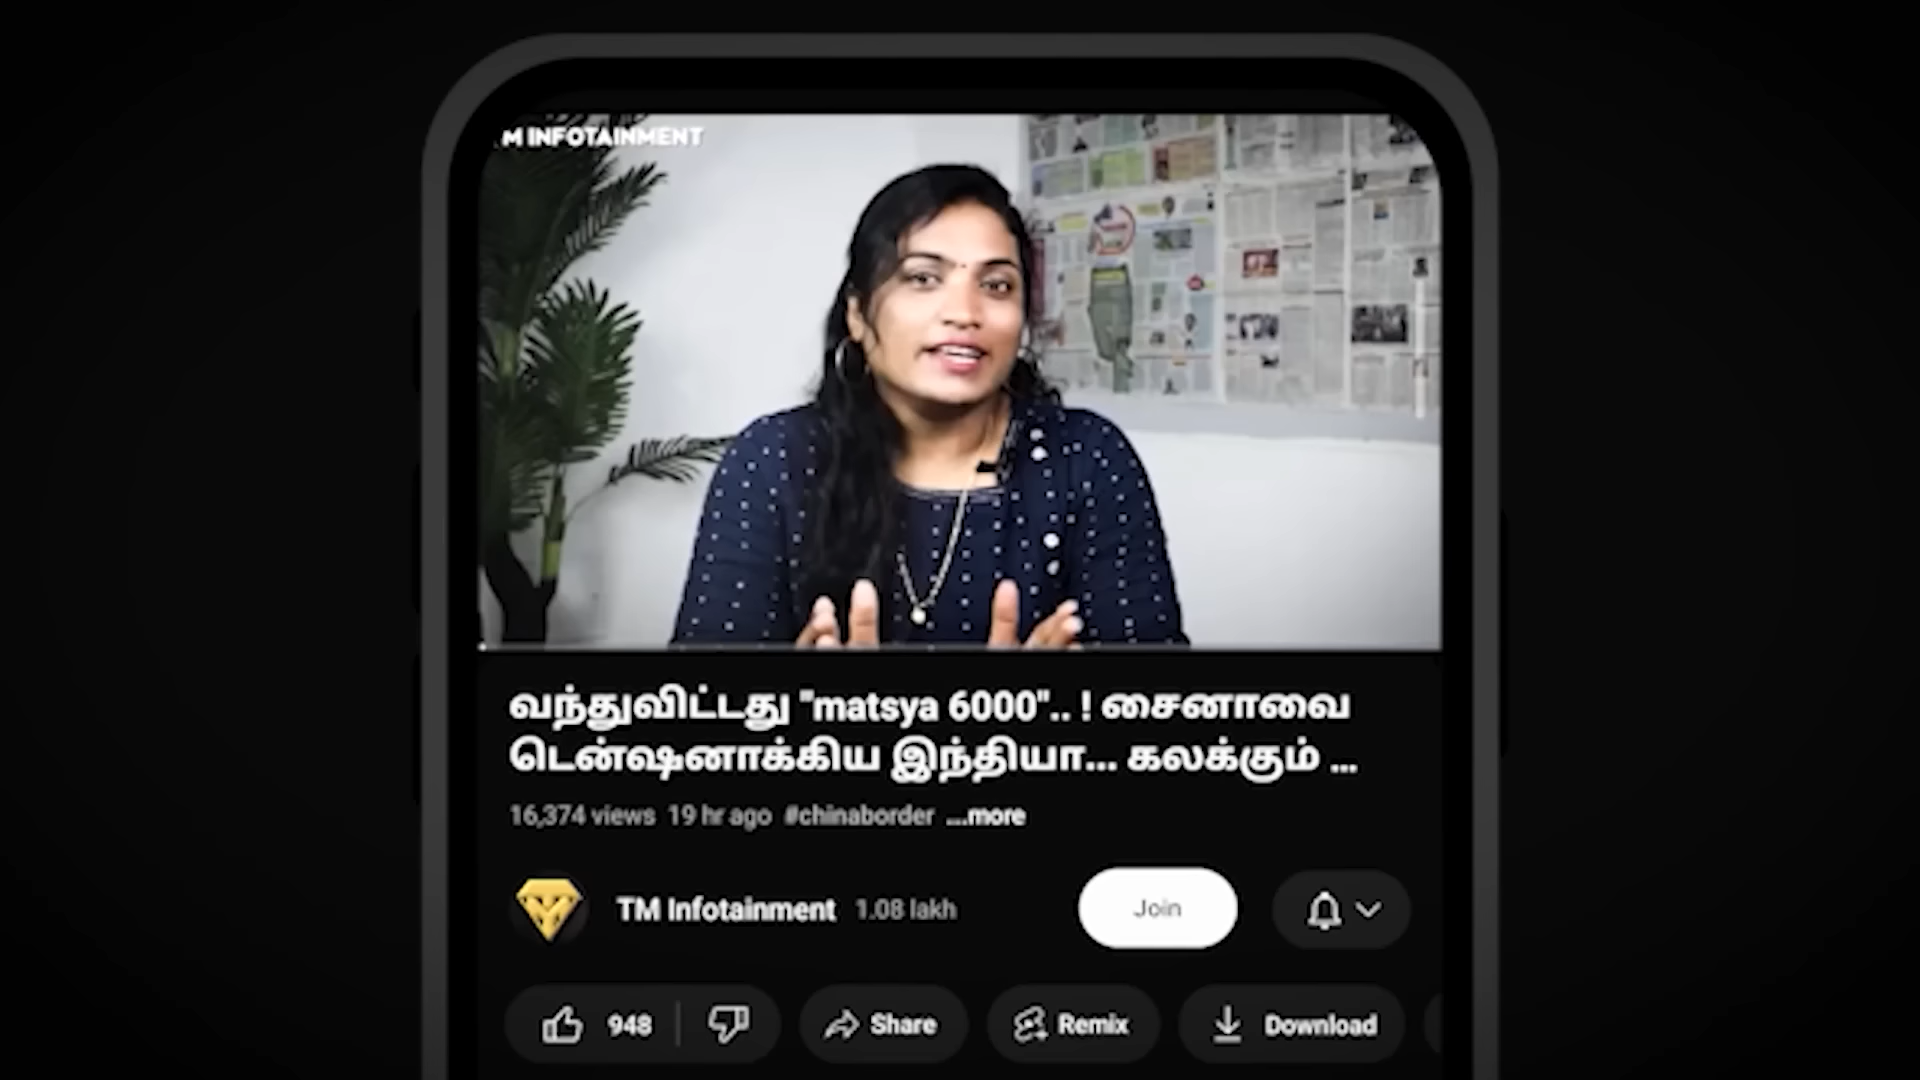 M INFOTAINMENT
வந்துவிட்டது "matsya 6000".. ! சைனாவை
டென்ஷனாக்கிய இந்தியா... கலக்கும் ...
16,374 views 19 hr ago #chinaborder ...more
TM Infotainment 1.08 lakh Join
948 Share Remix Download